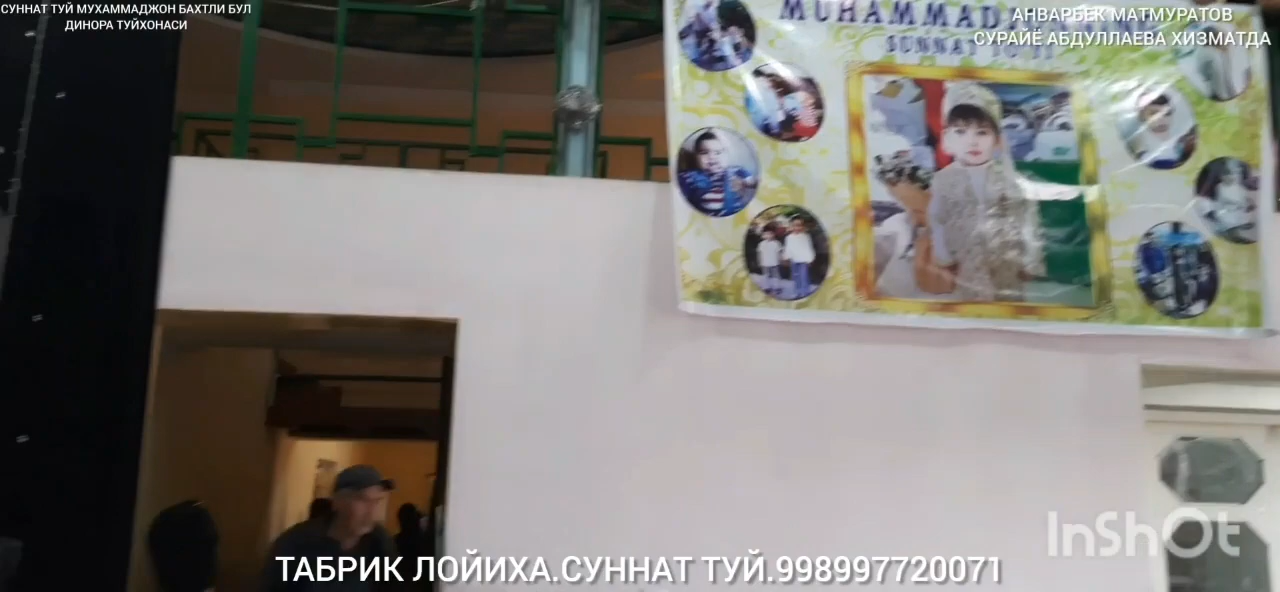 СУННАТ ТУЙ МУХАММАДЖОН БАХТЛИ БУЛ
ДИНОРА ТУЙХОНАСИ
АНВАРБЕК МАТМУРАТОВ
СУРАЙЁ АБДУЛЛАЕВА ХИЗМАТДА
MUHAMMAD
SUNNAT
InShOt
ТАБРИК ЛОЙИХА.СУННАТ ТУЙ.998997720071